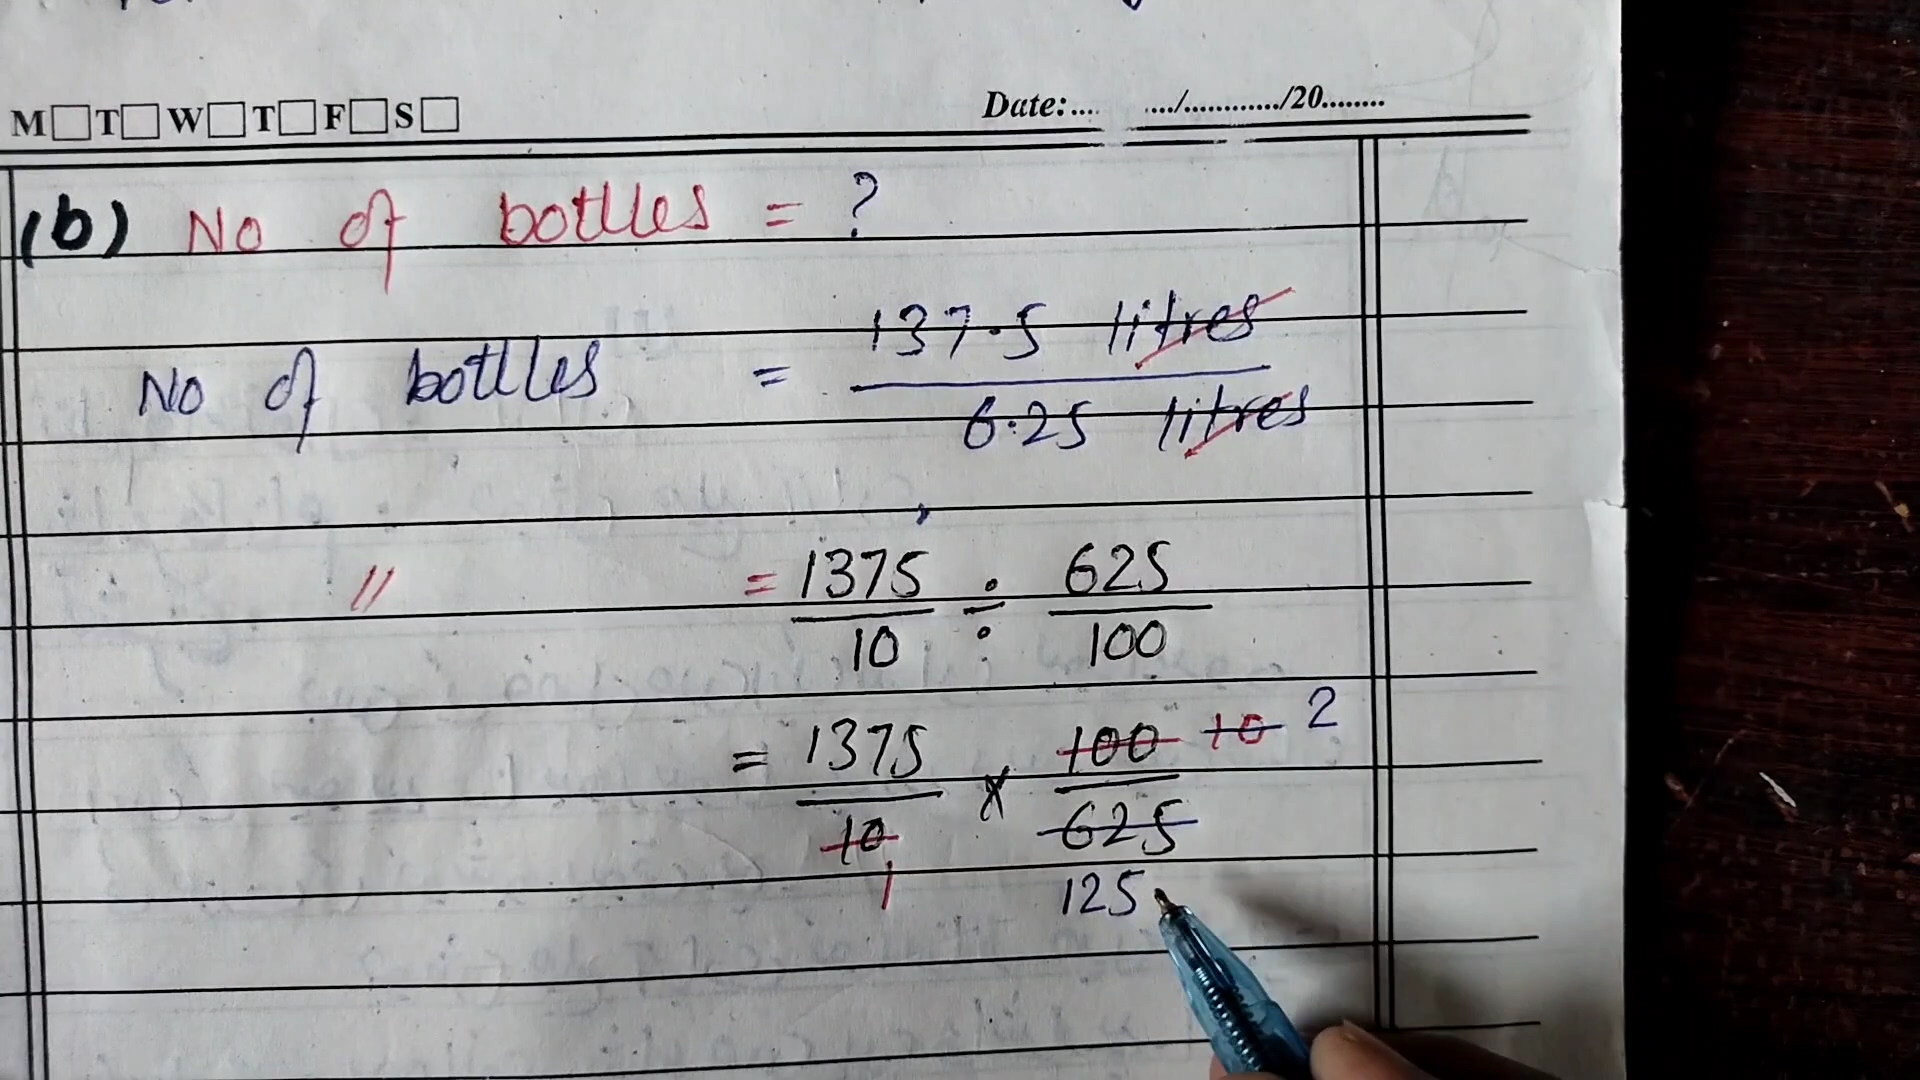 M□T□W□T□F□S□ Date:.... ..../............/20........
(b) No of bottles = ?
No of bottles = 137.5 litres / 6.25 litres
// = 1375/10 ÷ 625/100
= 1375/10 × 100/625 10 2
1 125